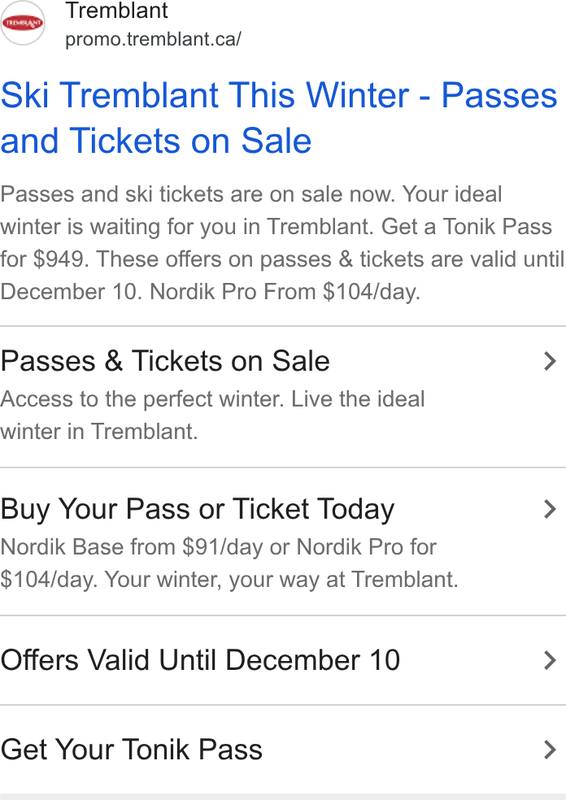 TREMBLANT
Tremblant
promo.tremblant.ca/
Ski Tremblant This Winter - Passes
and Tickets on Sale
Passes and ski tickets are on sale now. Your ideal
winter is waiting for you in Tremblant. Get a Tonik Pass
for $949. These offers on passes & tickets are valid until
December 10. Nordik Pro From $104/day.
Passes & Tickets on Sale
Access to the perfect winter. Live the ideal
winter in Tremblant.
Buy Your Pass or Ticket Today
Nordik Base from $91/day or Nordik Pro for
$104/day. Your winter, your way at Tremblant.
Offers Valid Until December 10
Get Your Tonik Pass